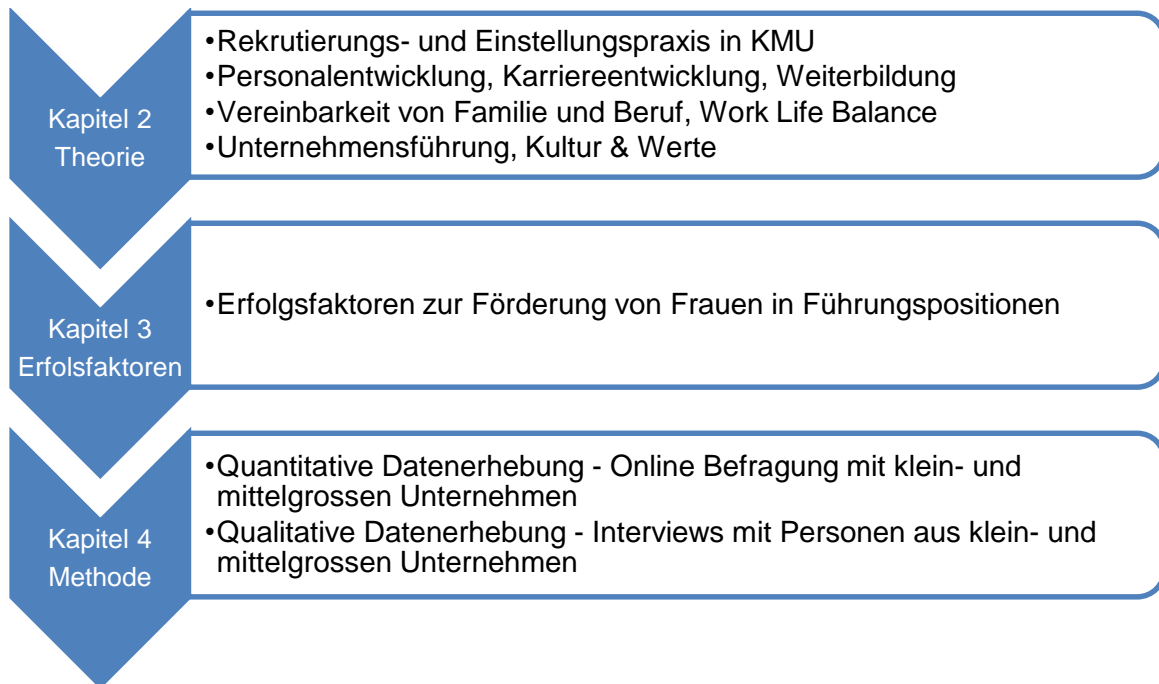 Kapitel 2
Theorie
•Rekrutierungs- und Einstellungspraxis in KMU
•Personalentwicklung, Karriereentwicklung, Weiterbildung
•Vereinbarkeit von Familie und Beruf, Work Life Balance
•Unternehmensführung, Kultur & Werte
Kapitel 3
Erfolsfaktoren
•Erfolgsfaktoren zur Förderung von Frauen in Führungspositionen
Kapitel 4
Methode
•Quantitative Datenerhebung - Online Befragung mit klein- und
mittelgrossen Unternehmen
•Qualitative Datenerhebung - Interviews mit Personen aus klein- und
mittelgrossen Unternehmen